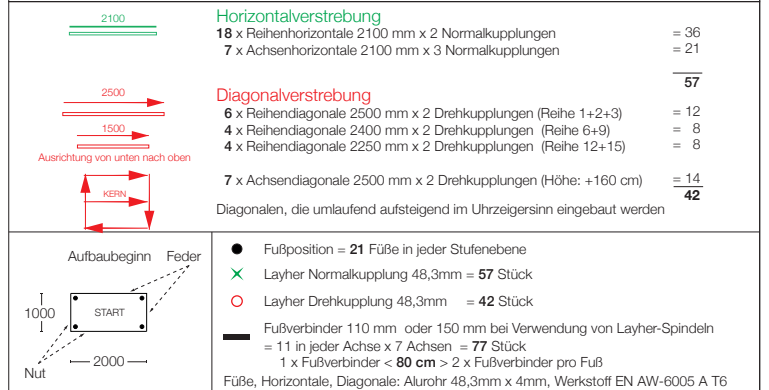 2100
Horizontalverstrebung
18 x Reihenhorizontale 2100 mm x 2 Normalkupplungen = 36
7 x Achsenhorizontale 2100 mm x 3 Normalkupplungen = 21
57
2500
Diagonalverstrebung
6 x Reihendiagonale 2500 mm x 2 Drehkupplungen (Reihe 1+2+3) = 12
1500
4 x Reihendiagonale 2400 mm x 2 Drehkupplungen (Reihe 6+9) = 8
4 x Reihendiagonale 2250 mm x 2 Drehkupplungen (Reihe 12+15) = 8
Ausrichtung von unten nach oben
7 x Achsendiagonale 2500 mm x 2 Drehkupplungen (Höhe: +160 cm) = 14
42
KERN
Diagonalen, die umlaufend aufsteigend im Uhrzeigersinn eingebaut werden
Aufbaubeginn Feder
START
1000
2000
Nut
Fußposition = 21 Füße in jeder Stufenebene
Layher Normalkupplung 48,3mm = 57 Stück
Layher Drehkupplung 48,3mm = 42 Stück
Fußverbinder 110 mm oder 150 mm bei Verwendung von Layher-Spindeln
= 11 in jeder Achse x 7 Achsen = 77 Stück
1 x Fußverbinder < 80 cm > 2 x Fußverbinder pro Fuß
Füße, Horizontale, Diagonale: Alurohr 48,3mm x 4mm, Werkstoff EN AW-6005 A T6